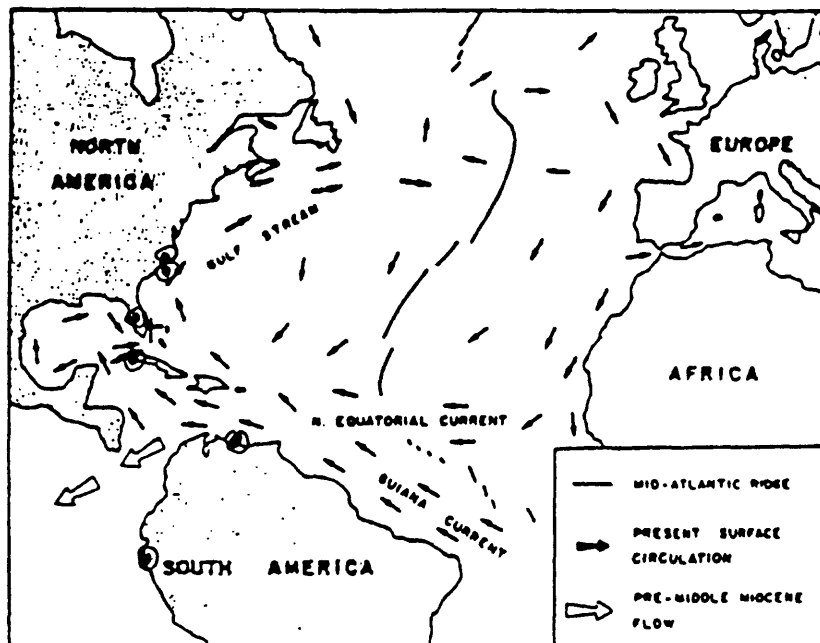 NORTH
AMERICA
EUROPE
GULF STREAM
AFRICA
N. EQUATORIAL CURRENT
GUIANA CURRENT
SOUTH AMERICA
MID-ATLANTIC RIDGE
PRESENT SURFACE
CIRCULATION
PRE-MIDDLE MIOCENE
FLOW